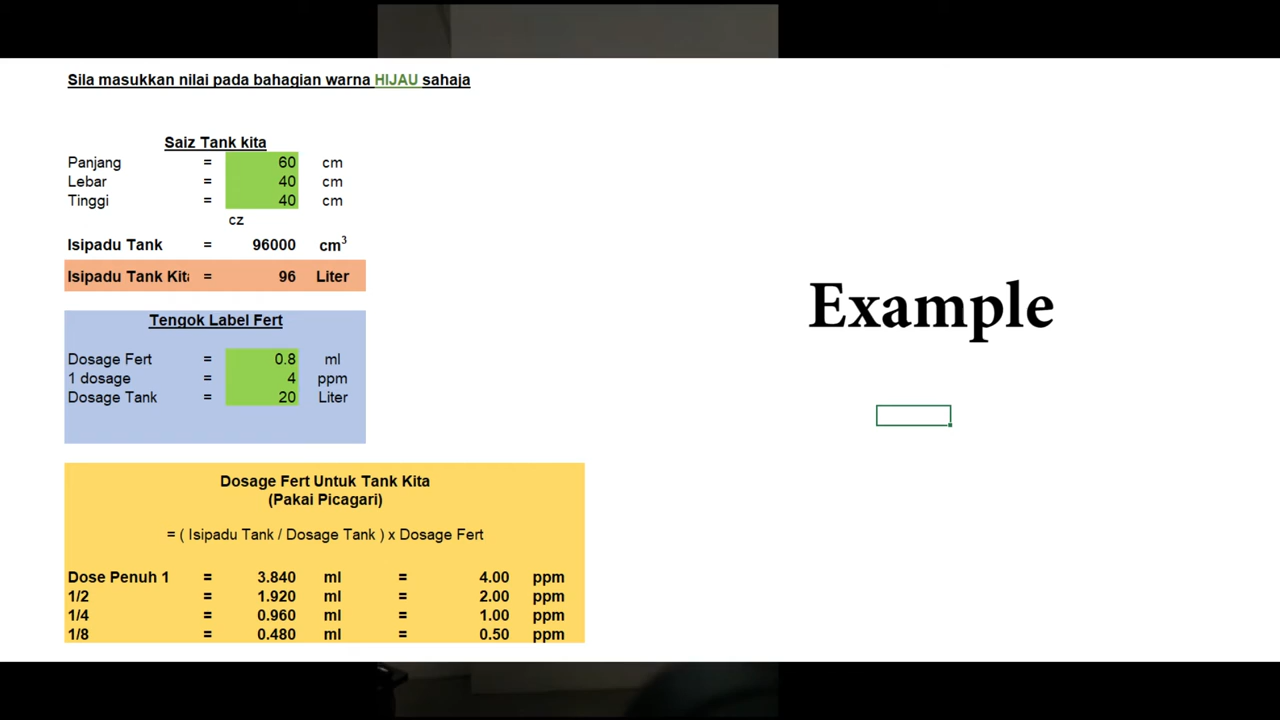 Sila masukkan nilai pada bahagian warna HIJAU sahaja
Saiz Tank kita
Panjang = 60 cm
Lebar = 40 cm
Tinggi = 40 cm
cz
Isipadu Tank = 96000 cm³
Isipadu Tank Kita = 96 Liter
Tengok Label Fert
Dosage Fert = 0.8 ml
1 dosage = 4 ppm
Dosage Tank = 20 Liter
Example
Dosage Fert Untuk Tank Kita
(Pakai Picagari)
= ( Isipadu Tank / Dosage Tank ) x Dosage Fert
Dose Penuh 1 = 3.840 ml = 4.00 ppm
1/2 = 1.920 ml = 2.00 ppm
1/4 = 0.960 ml = 1.00 ppm
1/8 = 0.480 ml = 0.50 ppm